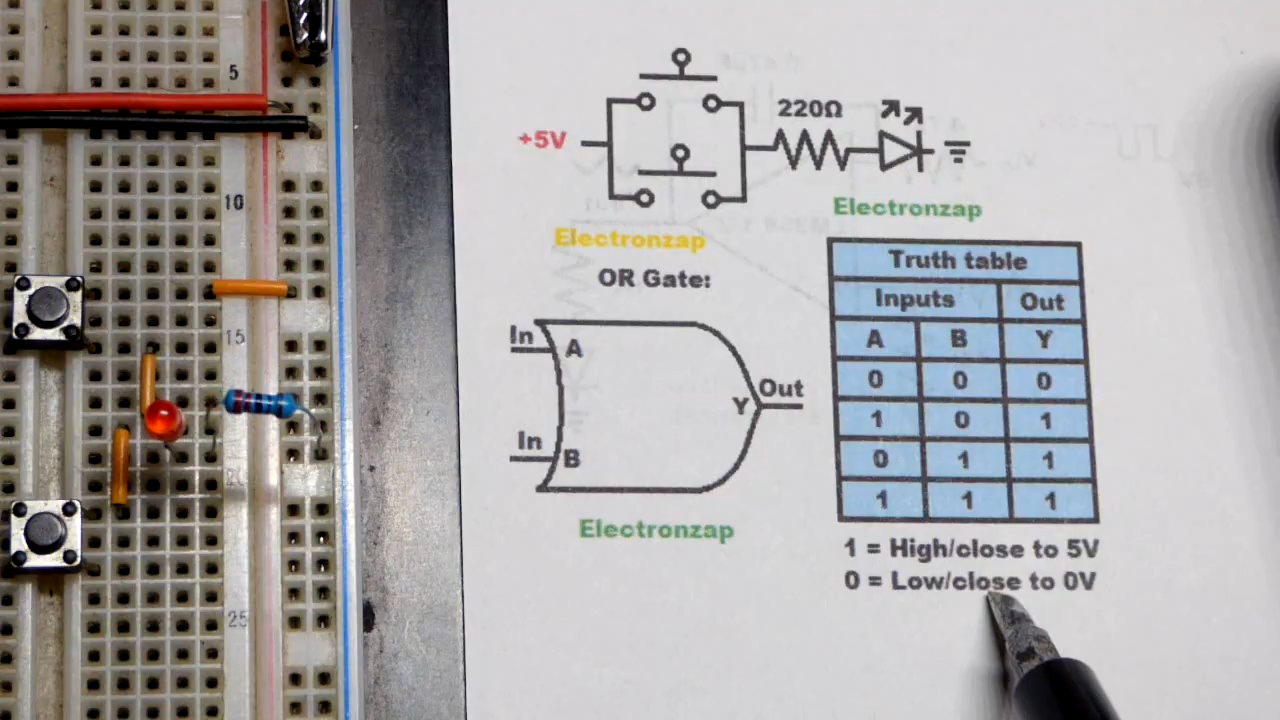 5
10
15
20
25
220Ω
+5V
Electronzap
Electronzap
OR Gate:
In
A
Out
Y
In
B
Electronzap
Truth table
Inputs Out
A B Y
0 0 0
1 0 1
0 1 1
1 1 1
1 = High/close to 5V
0 = Low/close to 0V